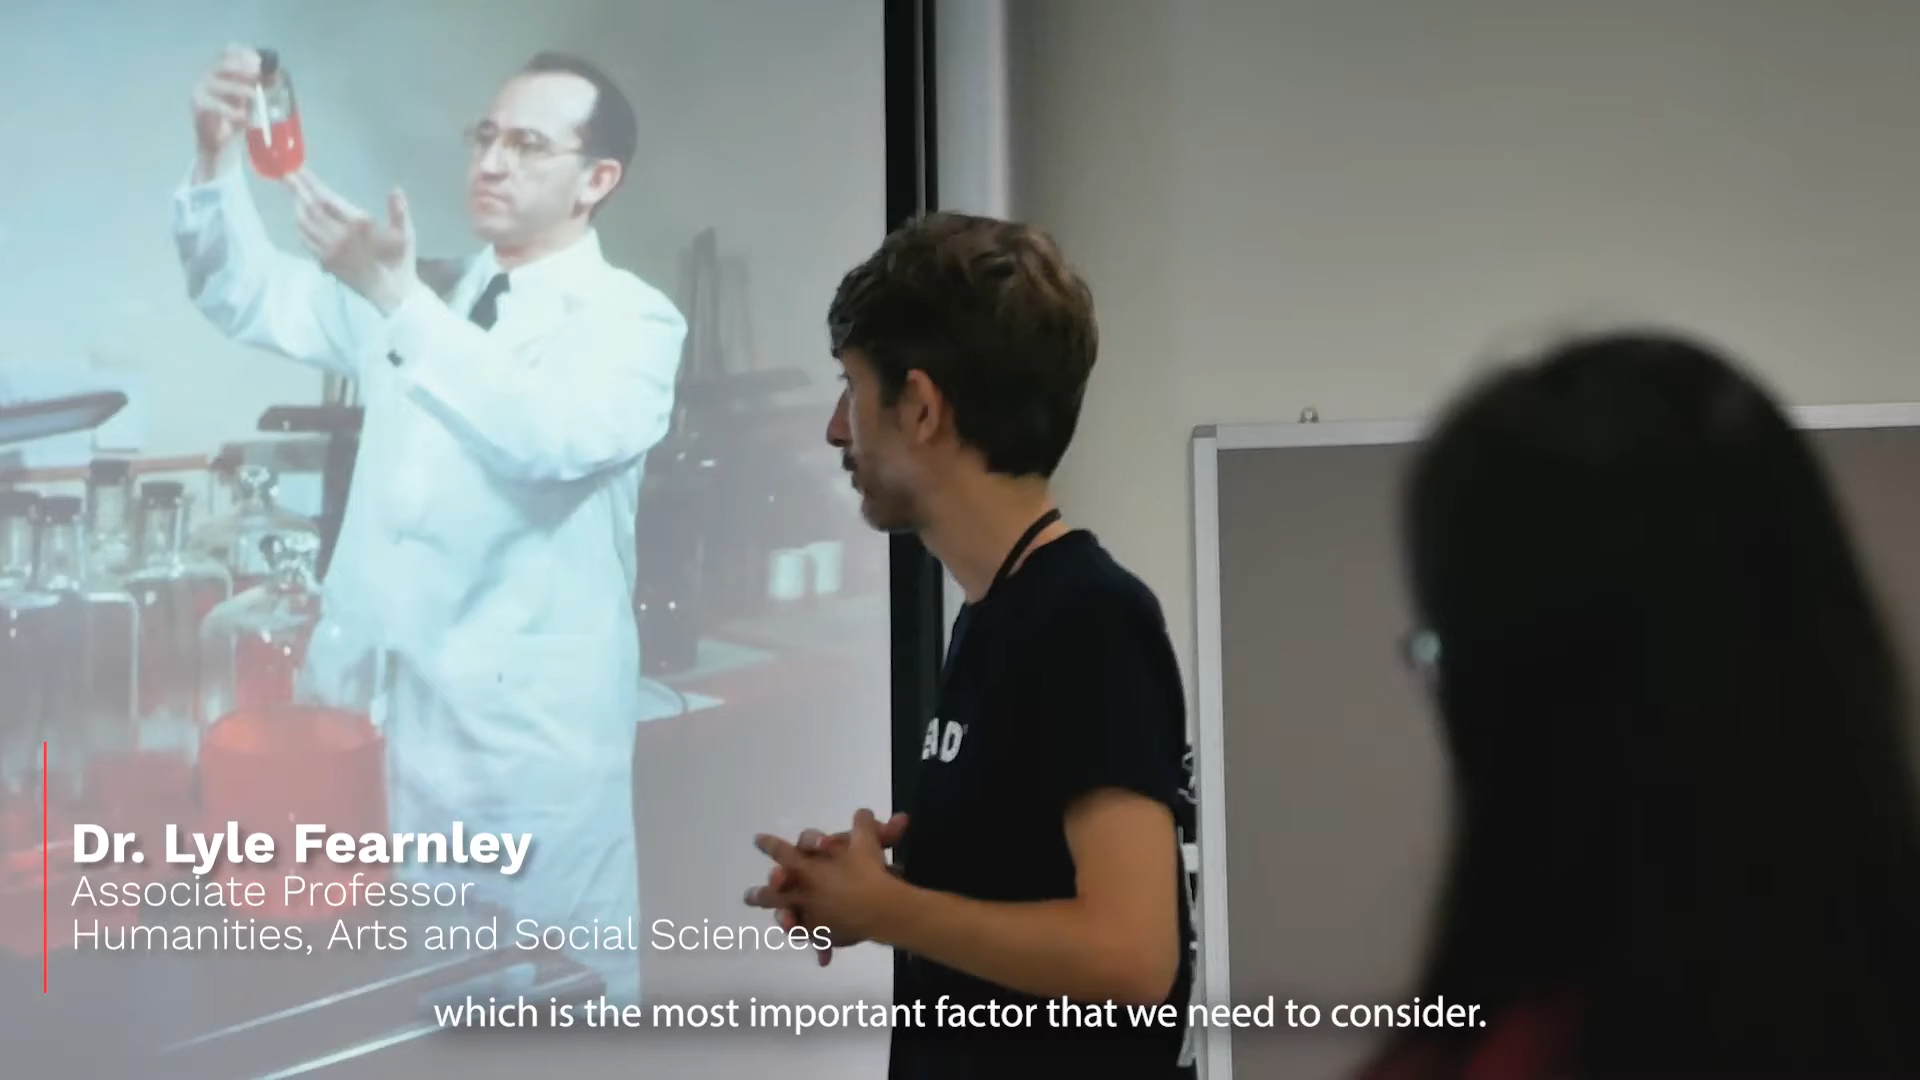 Dr. Lyle Fearnley
Associate Professor
Humanities, Arts and Social Sciences
which is the most important factor that we need to consider.